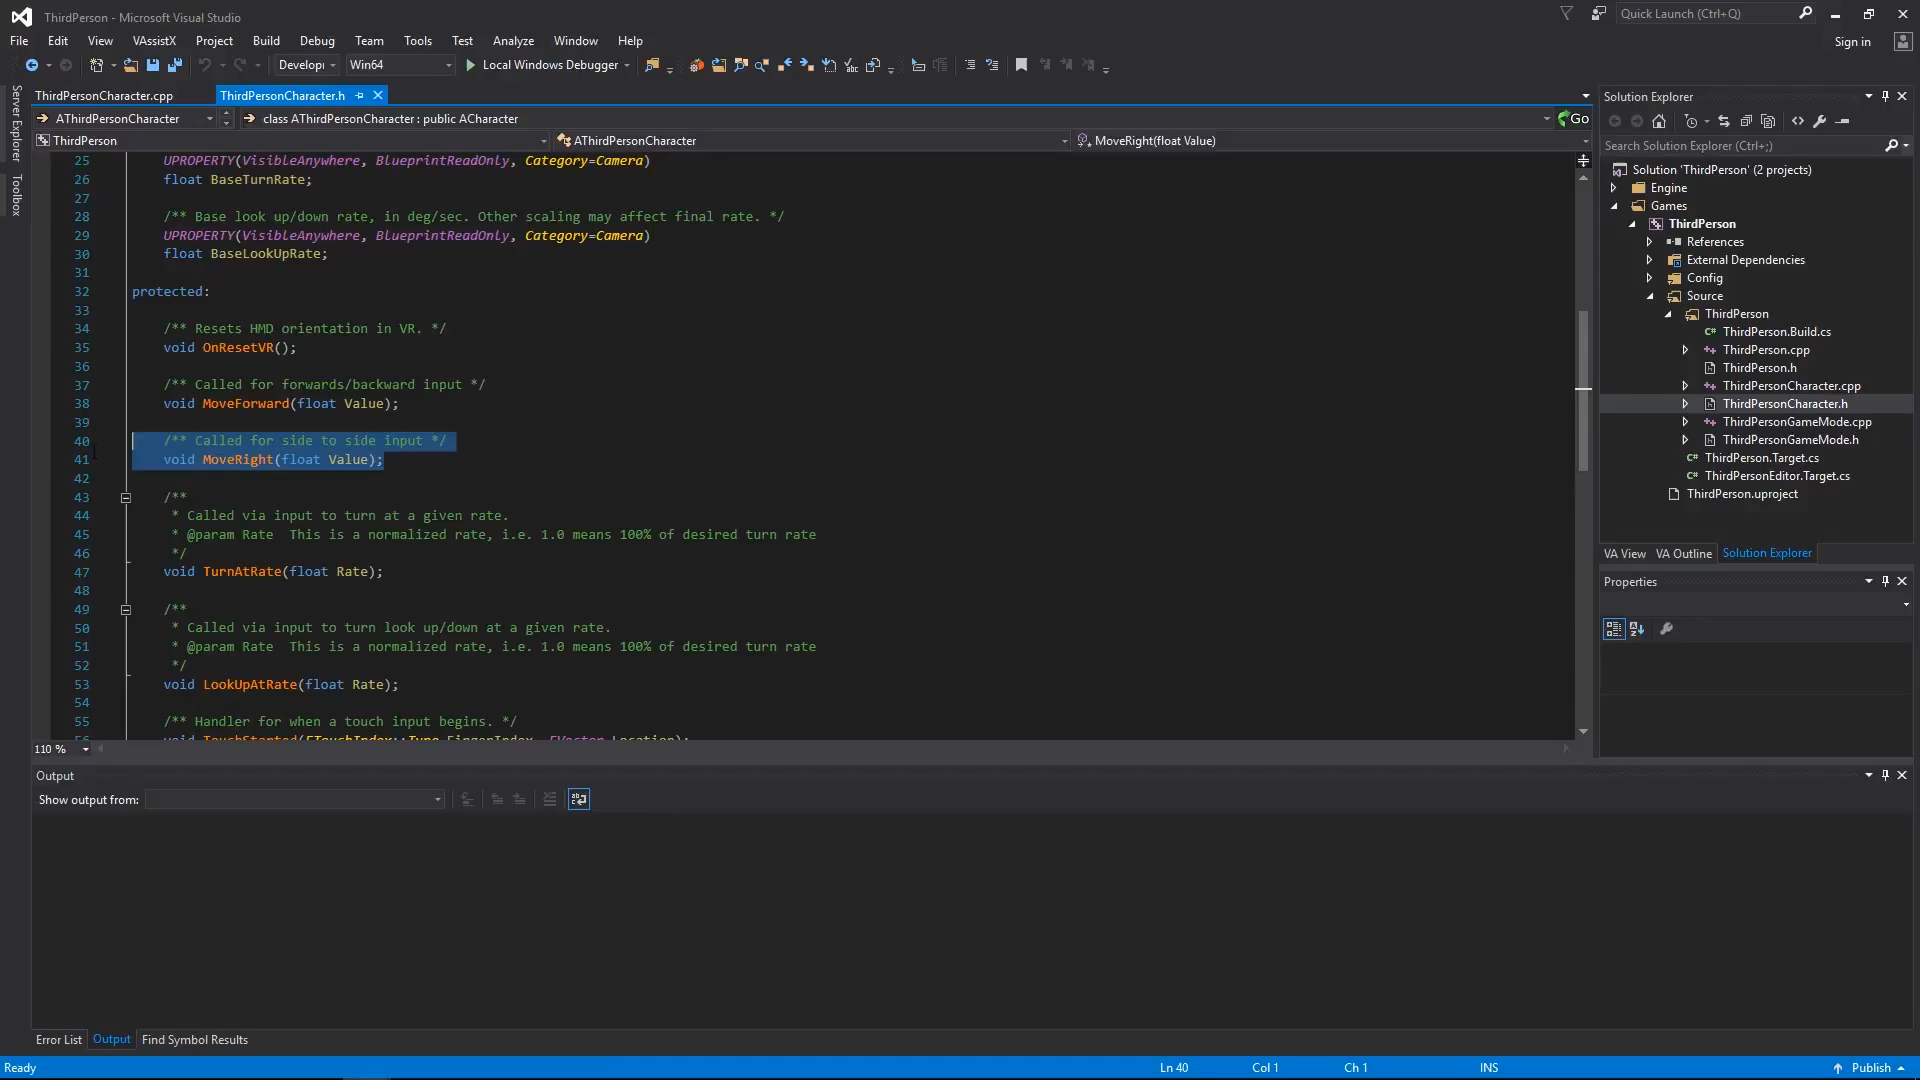 ThirdPerson - Microsoft Visual Studio
Quick Launch (Ctrl+Q)
File Edit View VAssistX Project Build Debug Team Tools Test Analyze Window Help
Sign in
Develop Win64 Local Windows Debugger
Server Explorer
Toolbox
ThirdPersonCharacter.cpp ThirdPersonCharacter.h
AThirdPersonCharacter class AThirdPersonCharacter : public ACharacter Go
ThirdPerson AThirdPersonCharacter MoveRight(float Value)
25 UPROPERTY(VisibleAnywhere, BlueprintReadOnly, Category=Camera)
26 float BaseTurnRate;
27
28 /** Base look up/down rate, in deg/sec. Other scaling may affect final rate. */
29 UPROPERTY(VisibleAnywhere, BlueprintReadOnly, Category=Camera)
30 float BaseLookUpRate;
31
32 protected:
33
34 /** Resets HMD orientation in VR. */
35 void OnResetVR();
36
37 /** Called for forwards/backward input */
38 void MoveForward(float Value);
39
40 /** Called for side to side input */
41 void MoveRight(float Value);
42
43 /**
44 * Called via input to turn at a given rate.
45 * @param Rate This is a normalized rate, i.e. 1.0 means 100% of desired turn rate
46 */
47 void TurnAtRate(float Rate);
48
49 /**
50 * Called via input to turn look up/down at a given rate.
51 * @param Rate This is a normalized rate, i.e. 1.0 means 100% of desired turn rate
52 */
53 void LookUpAtRate(float Rate);
54
55 /** Handler for when a touch input begins. */
56 void TouchStarted(ETouchIndex::Type FingerIndex, FVector Location);
110 %
Solution Explorer
Search Solution Explorer (Ctrl+;)
Solution 'ThirdPerson' (2 projects)
Engine
Games
ThirdPerson
References
External Dependencies
Config
Source
ThirdPerson
ThirdPerson.Build.cs
ThirdPerson.cpp
ThirdPerson.h
ThirdPersonCharacter.cpp
ThirdPersonCharacter.h
ThirdPersonGameMode.cpp
ThirdPersonGameMode.h
ThirdPerson.Target.cs
ThirdPersonEditor.Target.cs
ThirdPerson.uproject
VA View VA Outline Solution Explorer
Properties
Output
Show output from:
Error List Output Find Symbol Results
Ready Ln 40 Col 1 Ch 1 INS Publish